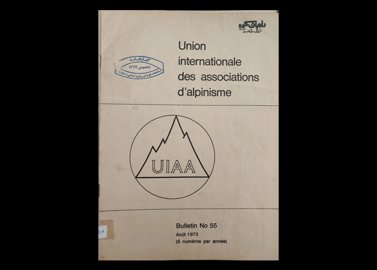 Union
internationale
des associations
d'alpinisme
UIAA
Bulletin No 55
Août 1973
(5 numéros par année)